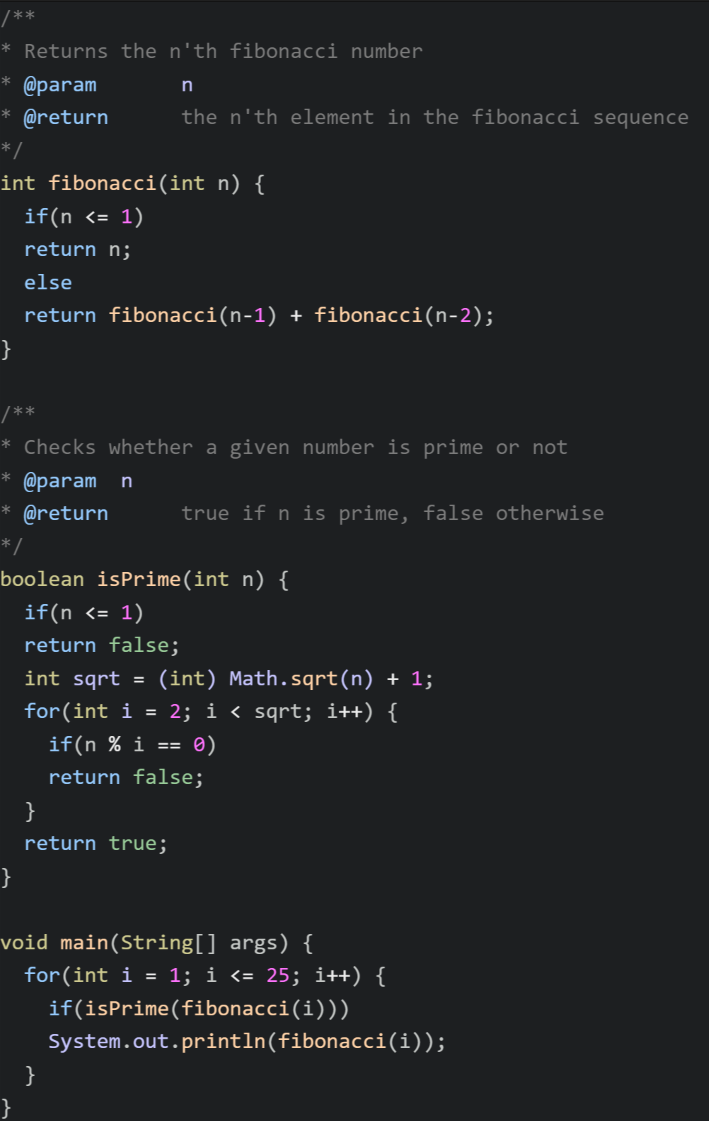 /**
* Returns the n'th fibonacci number
* @param       n
* @return      the n'th element in the fibonacci sequence
*/
int fibonacci(int n) {
  if(n <= 1)
  return n;
  else
  return fibonacci(n-1) + fibonacci(n-2);
}

/**
* Checks whether a given number is prime or not
* @param  n
* @return      true if n is prime, false otherwise
*/
boolean isPrime(int n) {
  if(n <= 1)
  return false;
  int sqrt = (int) Math.sqrt(n) + 1;
  for(int i = 2; i < sqrt; i++) {
    if(n % i == 0)
    return false;
  }
  return true;
}

void main(String[] args) {
  for(int i = 1; i <= 25; i++) {
    if(isPrime(fibonacci(i)))
    System.out.println(fibonacci(i));
  }
}